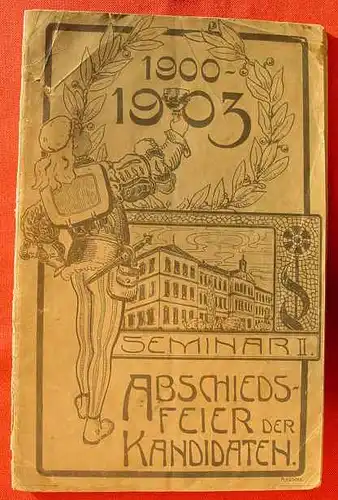 1900-
1903
SEMINAR II.
ABSCHIEDS-
FEIER DER
KANDIDATEN.